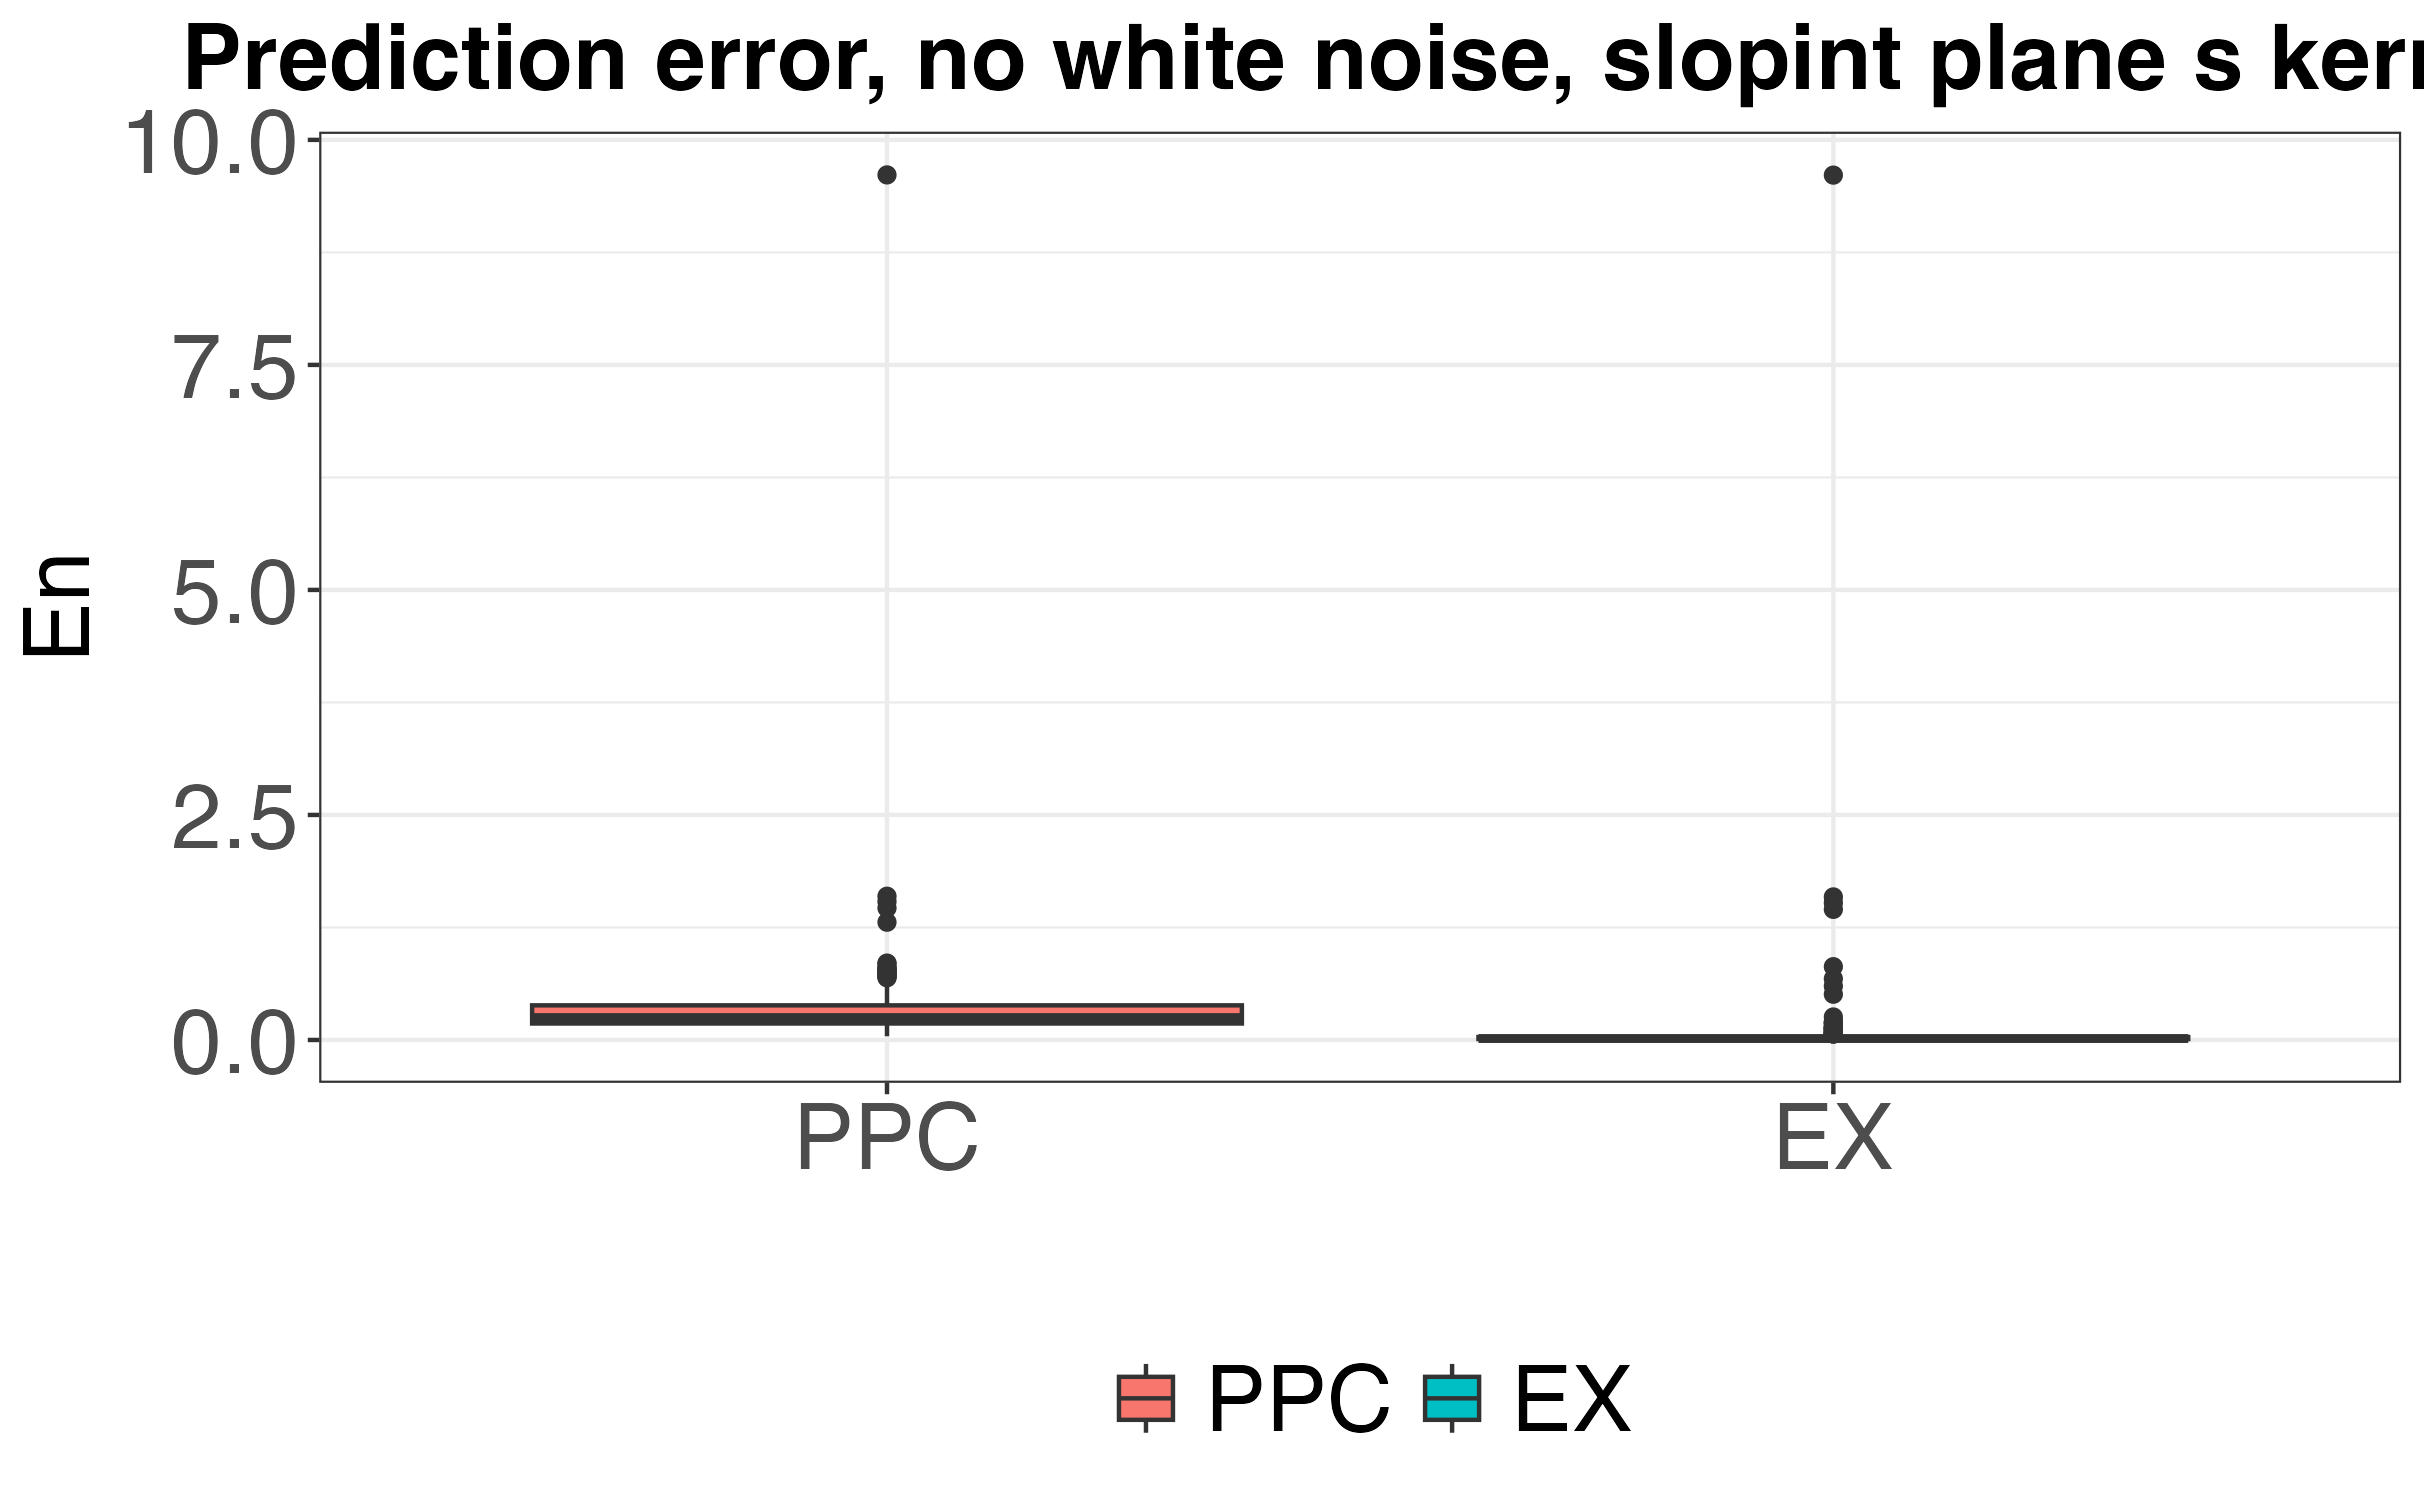 Prediction error, no white noise, slopint plane s kern
10.0
7.5
5.0
2.5
0.0
En
PPC EX
PPC EX